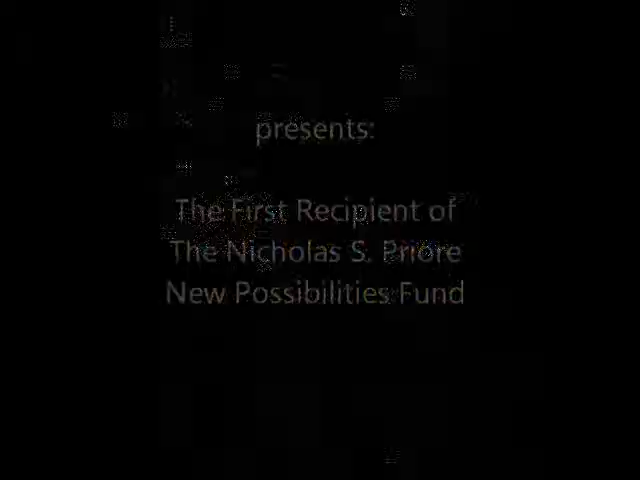 presents:
The First Recipient of
The Nicholas S. Priore
New Possibilities Fund